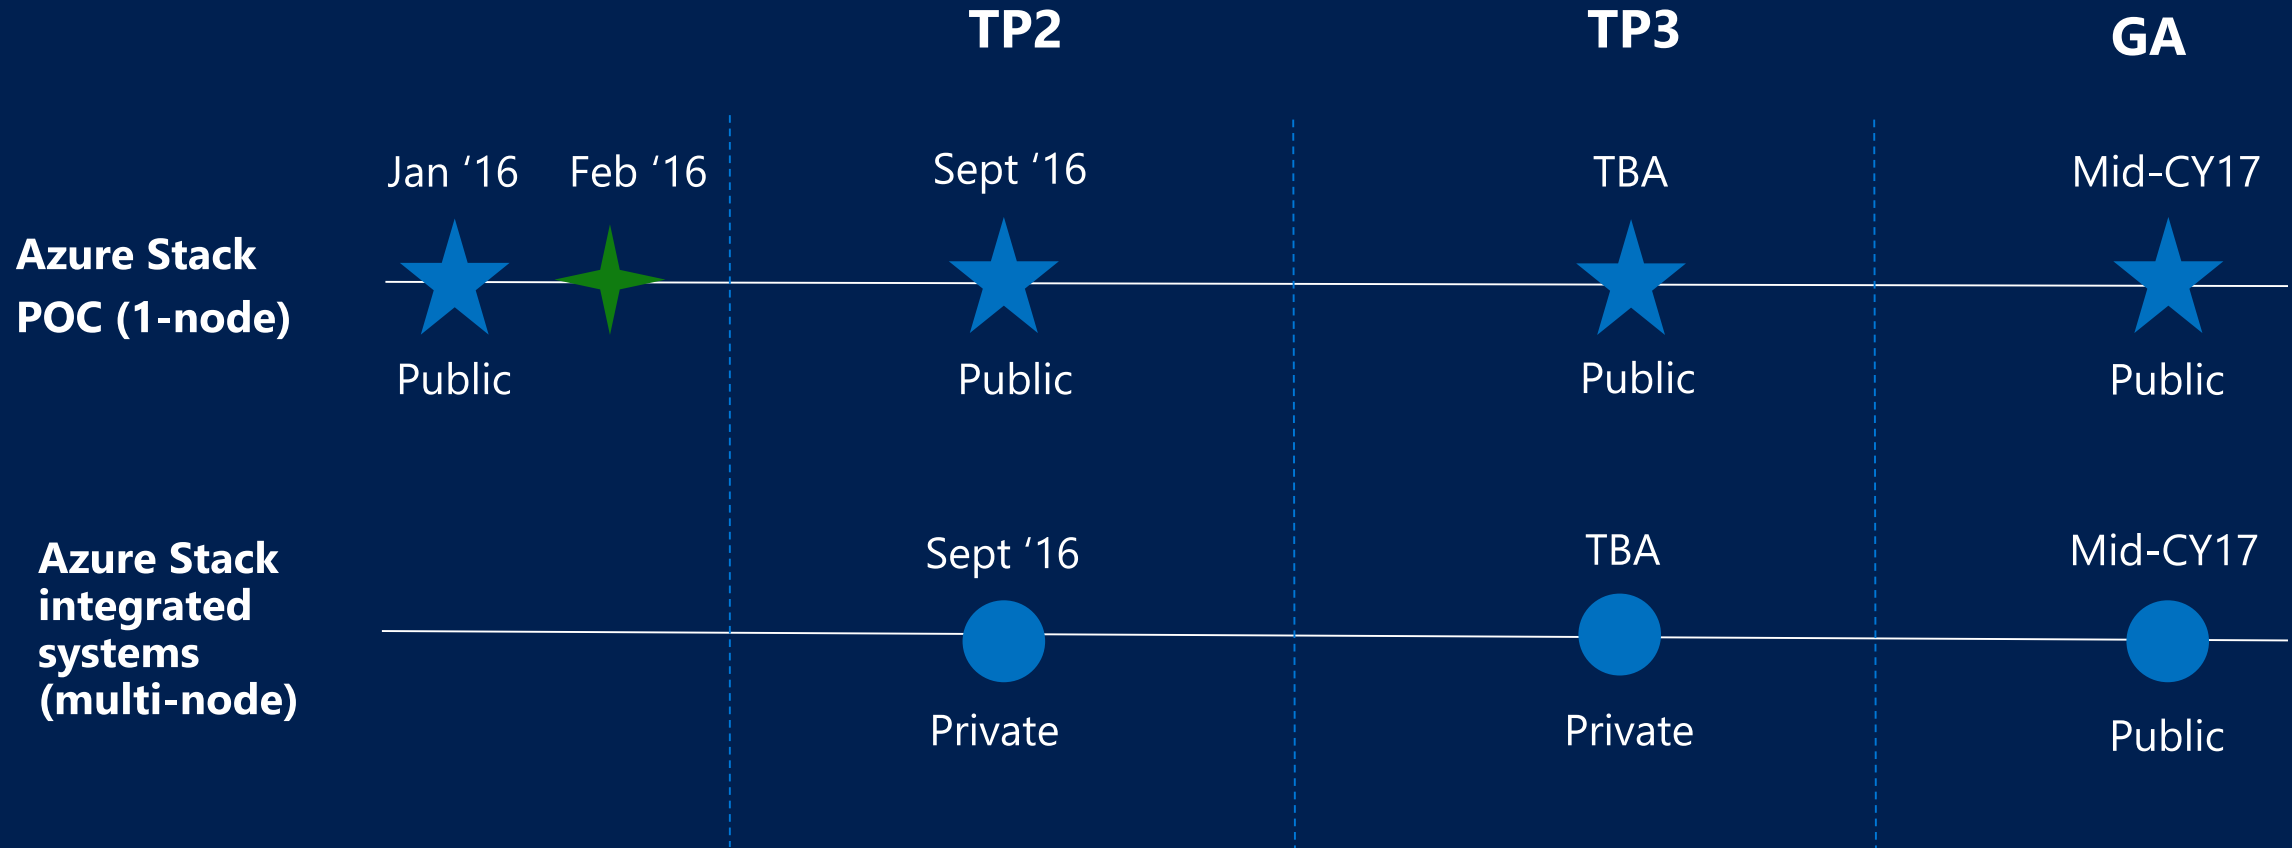 TP2
TP3
GA
Jan ‘16
Feb ‘16
Sept ‘16
TBA
Mid-CY17
Azure Stack
POC (1-node)
Public
Public
Public
Public
Sept ‘16
TBA
Mid-CY17
Azure Stack
integrated
systems
(multi-node)
Private
Private
Public